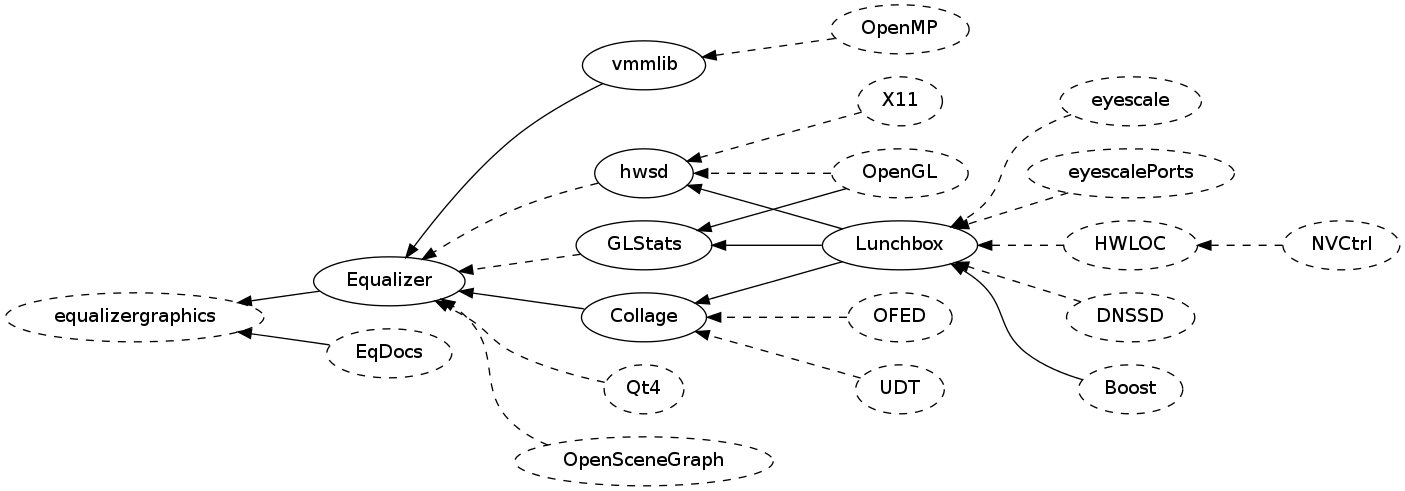 OpenMP
vmmlib
X11
eyescale
hwsd
OpenGL
eyescalePorts
GLStats
Lunchbox
HWLOC
NVCtrl
Equalizer
equalizergraphics
Collage
OFED
DNSSD
EqDocs
Qt4
UDT
Boost
OpenSceneGraph